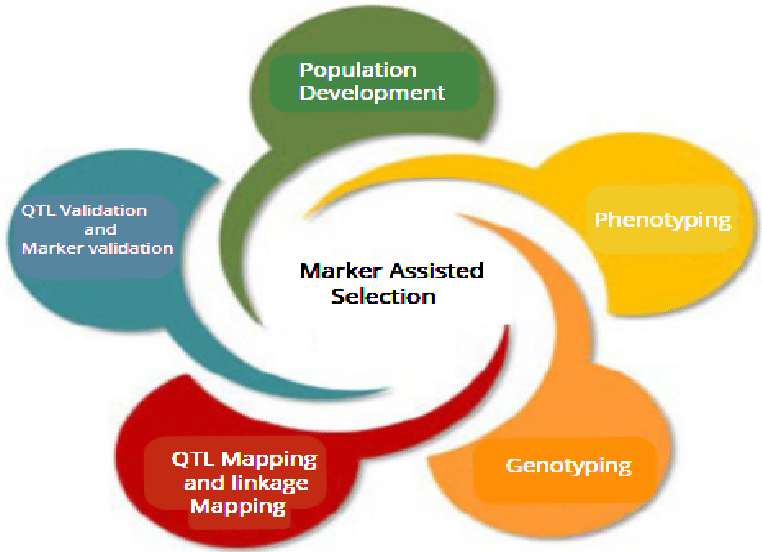 Population
Development
Phenotyping
Genotyping
QTL Mapping
and linkage
Mapping
QTL Validation
and
Marker validation
Marker Assisted
Selection